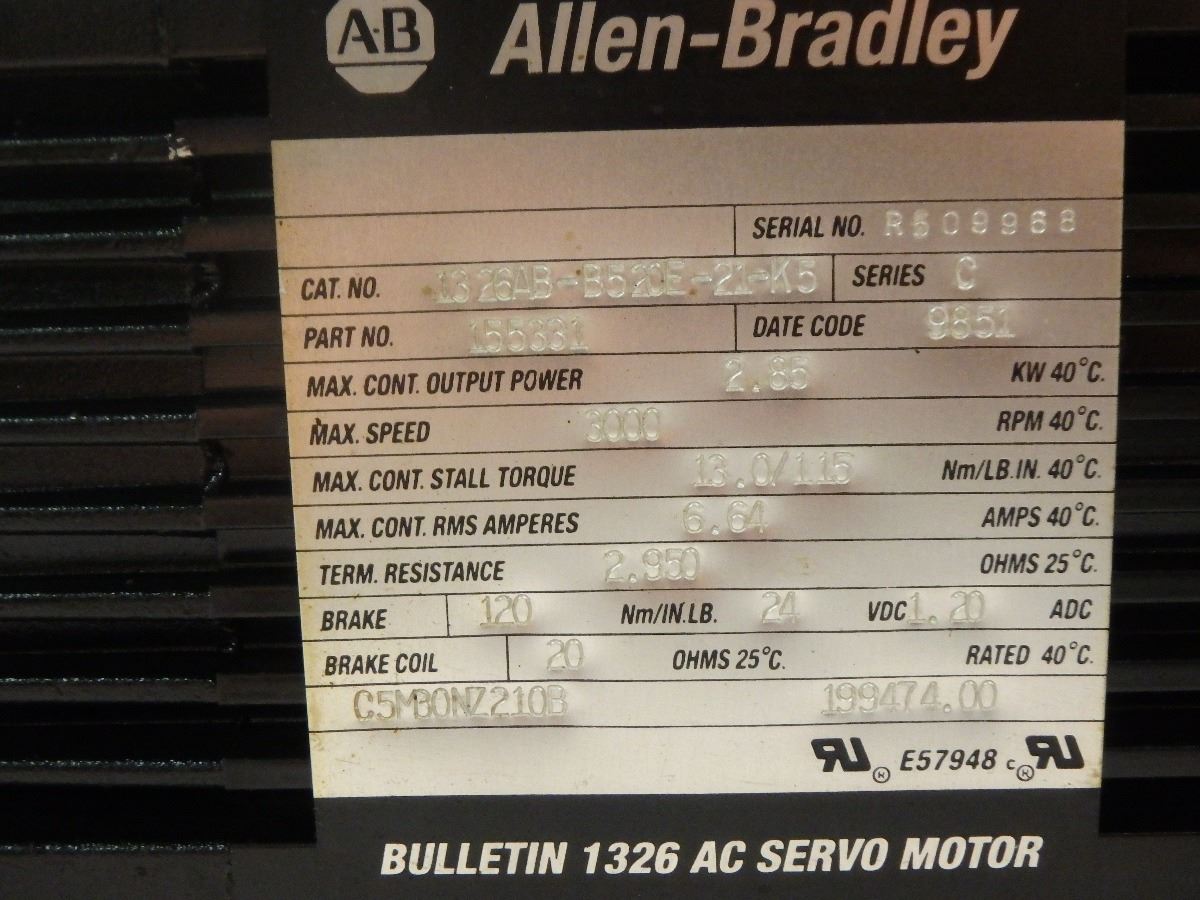 A·B Allen-Bradley
SERIAL NO. R509968
CAT. NO. 1326AB-B520E-21-K5 SERIES C
PART NO. 155331 DATE CODE 9851
MAX. CONT. OUTPUT POWER 2.85 KW 40°C.
MAX. SPEED 3000 RPM 40°C.
MAX. CONT. STALL TORQUE 13.0/115 Nm/LB.IN. 40°C.
MAX. CONT. RMS AMPERES 6.64 AMPS 40°C.
TERM. RESISTANCE 2.950 OHMS 25°C.
BRAKE 120 Nm/IN.LB. 24 VDC 1.20 ADC
BRAKE COIL 20 OHMS 25°C. RATED 40°C.
C5M30NZ210B 199474.00
RU ® E57948 c RU ®
BULLETIN 1326 AC SERVO MOTOR